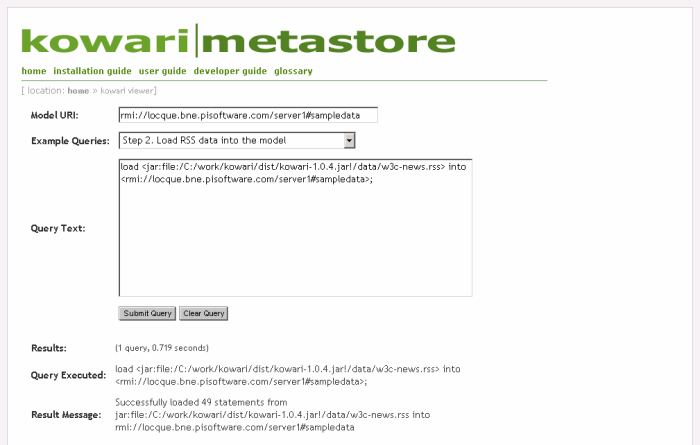 kowari|metastore
home installation guide user guide developer guide glossary
[ location: home » kowari viewer]
Model URI: rmi://locque.bne.pisoftware.com/server1#sampledata
Example Queries: Step 2. Load RSS data into the model
load <jar:file:/C:/work/kowari/dist/kowari-1.0.4.jar!/data/w3c-news.rss> into
<rmi://locque.bne.pisoftware.com/server1#sampledata>;
Query Text:
Submit Query Clear Query
Results: (1 query, 0.719 seconds)
Query Executed: load <jar:file:/C:/work/kowari/dist/kowari-1.0.4.jar!/data/w3c-news.rss> into
<rmi://locque.bne.pisoftware.com/server1#sampledata>;
Result Message: Successfully loaded 49 statements from
jar:file:/C:/work/kowari/dist/kowari-1.0.4.jar!/data/w3c-news.rss into
rmi://locque.bne.pisoftware.com/server1#sampledata